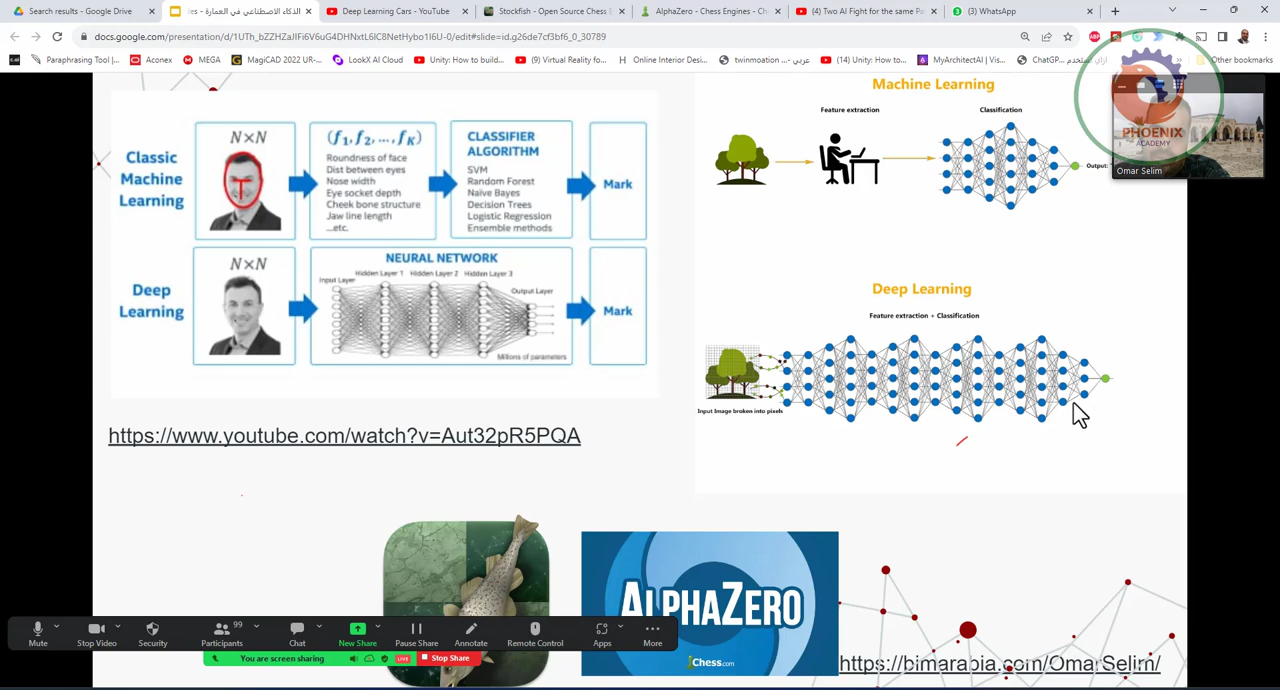 Search results - Google Drive
الذكاء الاصطناعي في العمارة - les
Deep Learning Cars - YouTube
Stockfish - Open Source Chess E
AlphaZero - Chess Engines - Ch
(4) Two AI Fight for the same Pa
(3) WhatsApp
docs.google.com/presentation/d/1UTh_bZZHZaJIFi6V6uG4DHNxtL6lC8NetHybo1I6U-0/edit#slide=id.g26de7cf3bf6_0_30789
Paraphrasing Tool |...
Aconex
MEGA
MagiCAD 2022 UR-...
LookX AI Cloud
Unity: How to build...
(9) Virtual Reality fo...
Online Interior Desi...
twinmoation - عربي
(14) Unity: How to...
MyArchitectAI | Vis...
ChatGP...
Other bookmarks
Classic
Machine
Learning
N×N
(f1, f2, ..., fK)
Roundness of face
Dist between eyes
Nose width
Eye socket depth
Cheek bone structure
Jaw line length
...etc.
CLASSIFIER
ALGORITHM
SVM
Random Forest
Naïve Bayes
Decision Trees
Logistic Regression
Ensemble methods
Mark
Deep
Learning
N×N
NEURAL NETWORK
Input Layer
Hidden Layer 1
Hidden Layer 2
Hidden Layer 3
Output Layer
Millions of parameters
Mark
https://www.youtube.com/watch?v=Aut32pR5PQA
Machine Learning
Feature extraction
Classification
Output:
Deep Learning
Feature extraction + Classification
Input Image broken into pixels
PHOENIX
ACADEMY
Omar Selim
ALPHAZERO
Chess.com
https://bimarabia.com/OmarSelim/
Mute
Stop Video
Security
99
Participants
Chat
New Share
Pause Share
Annotate
Remote Control
Apps
More
You are screen sharing
LIVE
Stop Share